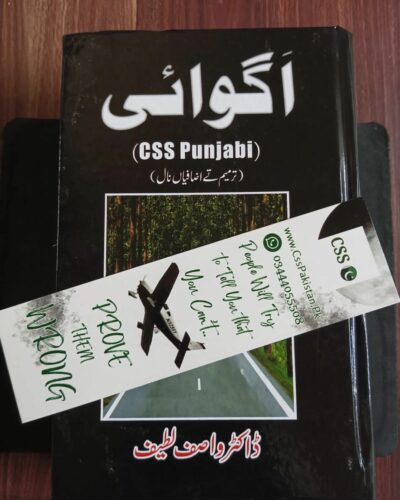 اَگوائی
(CSS Punjabi)
(ترمیم تے اضافیاں نال)
CSS
www.CssPakistan.pk
03444055508
People Will Try
to Tell You that
You Can't.
PROVE
THEM
WRONG
ڈاکٹر واصف لطیف